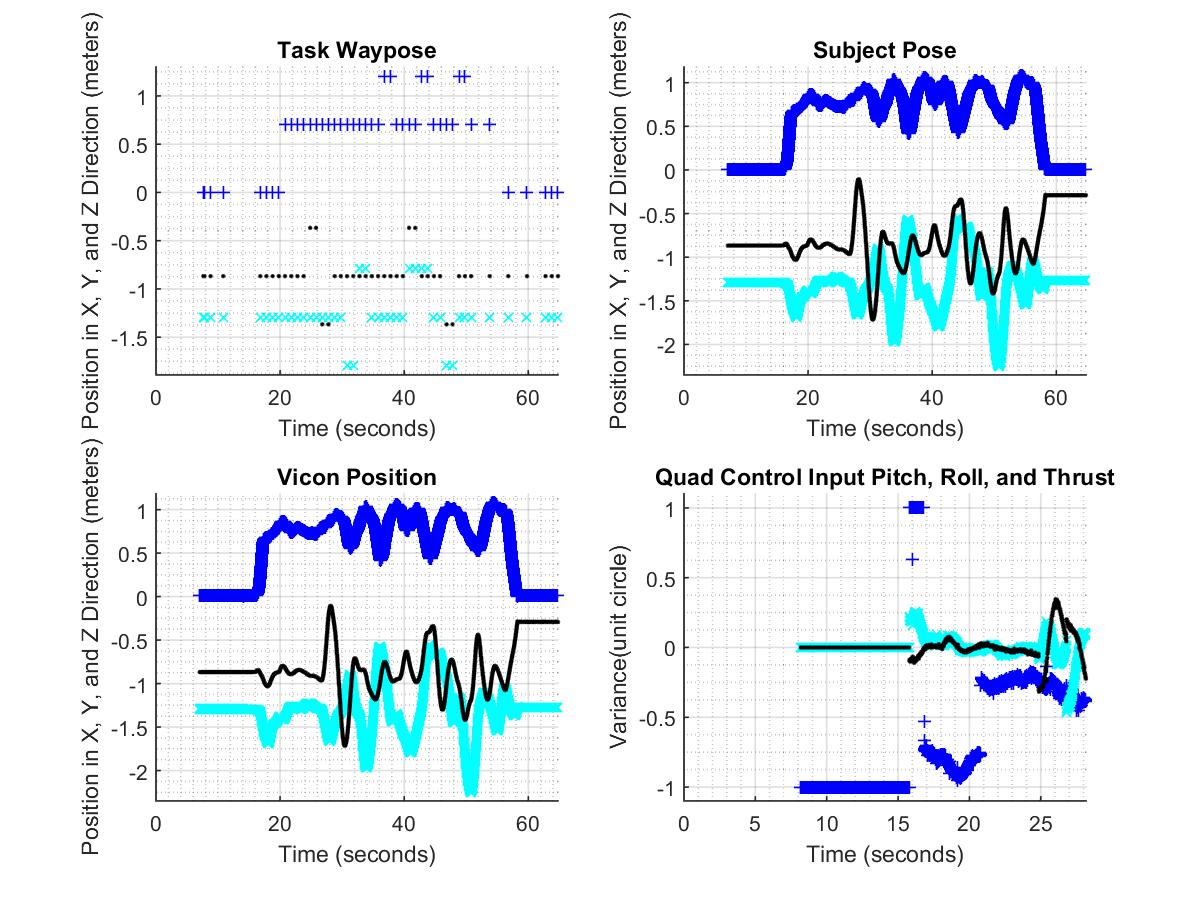 Task Waypose
Position in X, Y, and Z Direction (meters)
1
0.5
0
-0.5
-1
-1.5
0 20 40 60
Time (seconds)
Subject Pose
Position in X, Y, and Z Direction (meters)
1
0.5
0
-0.5
-1
-1.5
-2
0 20 40 60
Time (seconds)
Vicon Position
Position in X, Y, and Z Direction (meters)
1
0.5
0
-0.5
-1
-1.5
-2
0 20 40 60
Time (seconds)
Quad Control Input Pitch, Roll, and Thrust
Variance(unit circle)
1
0.5
0
-0.5
-1
0 5 10 15 20 25
Time (seconds)